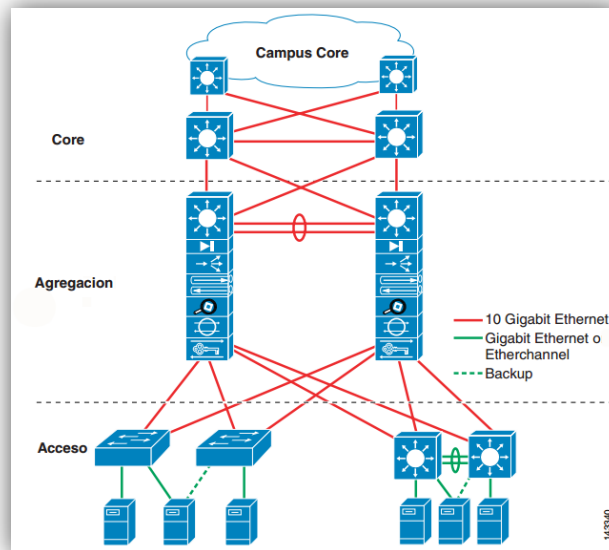 Campus Core
Core
Agregacion
10 Gigabit Ethernet
Gigabit Ethernet o
Etherchannel
Backup
Acceso
143340